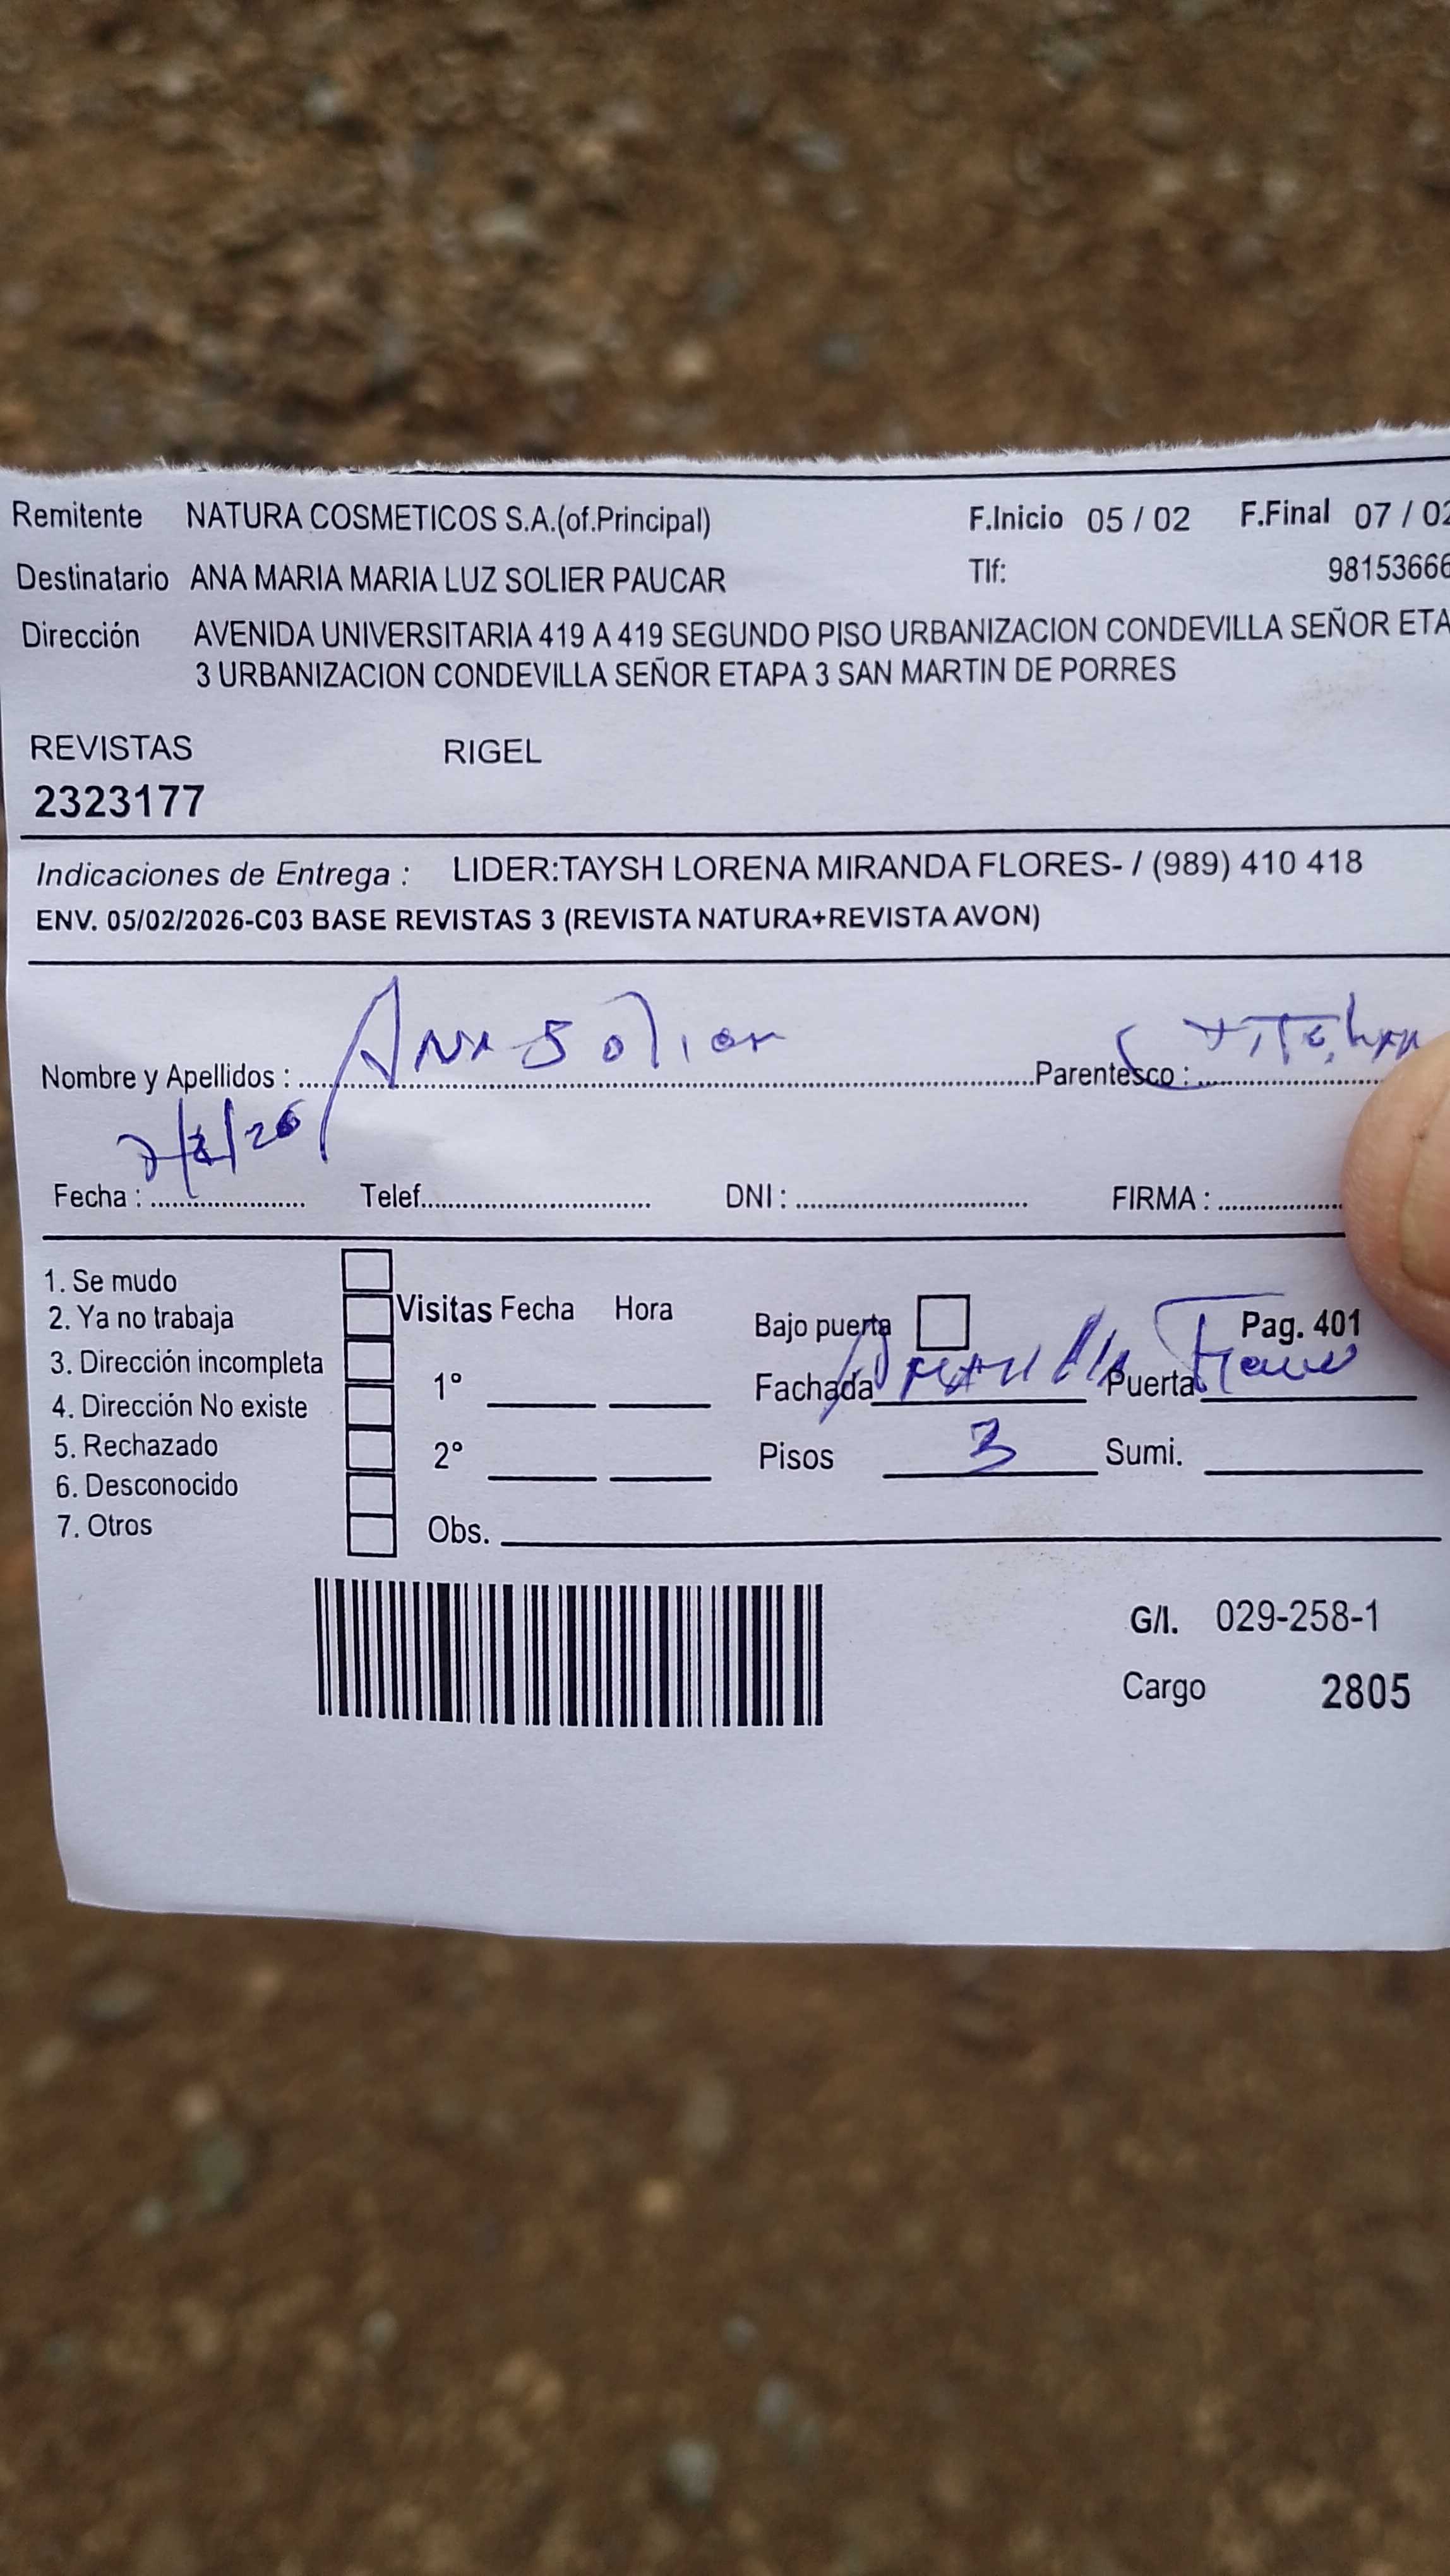 Remitente NATURA COSMETICOS S.A.(of.Principal) F.Inicio 05 / 02 F.Final 07 / 02
Destinatario ANA MARIA MARIA LUZ SOLIER PAUCAR Tlf: 98153666
Dirección AVENIDA UNIVERSITARIA 419 A 419 SEGUNDO PISO URBANIZACION CONDEVILLA SEÑOR ETA
3 URBANIZACION CONDEVILLA SEÑOR ETAPA 3 SAN MARTIN DE PORRES
REVISTAS RIGEL
2323177
Indicaciones de Entrega : LIDER:TAYSH LORENA MIRANDA FLORES- / (989) 410 418
ENV. 05/02/2026-C03 BASE REVISTAS 3 (REVISTA NATURA+REVISTA AVON)
Nombre y Apellidos : Ana Solier Parentesco :
Fecha : 7/2/26 Telef. DNI : FIRMA :
1. Se mudo
2. Ya no trabaja Visitas Fecha Hora Bajo puerta Pag. 401
3. Dirección incompleta
4. Dirección No existe 1° Fachada Amarilla Puerta Fierro
5. Rechazado 2° Pisos 3 Sumi.
6. Desconocido
7. Otros Obs.
G/I. 029-258-1
Cargo 2805